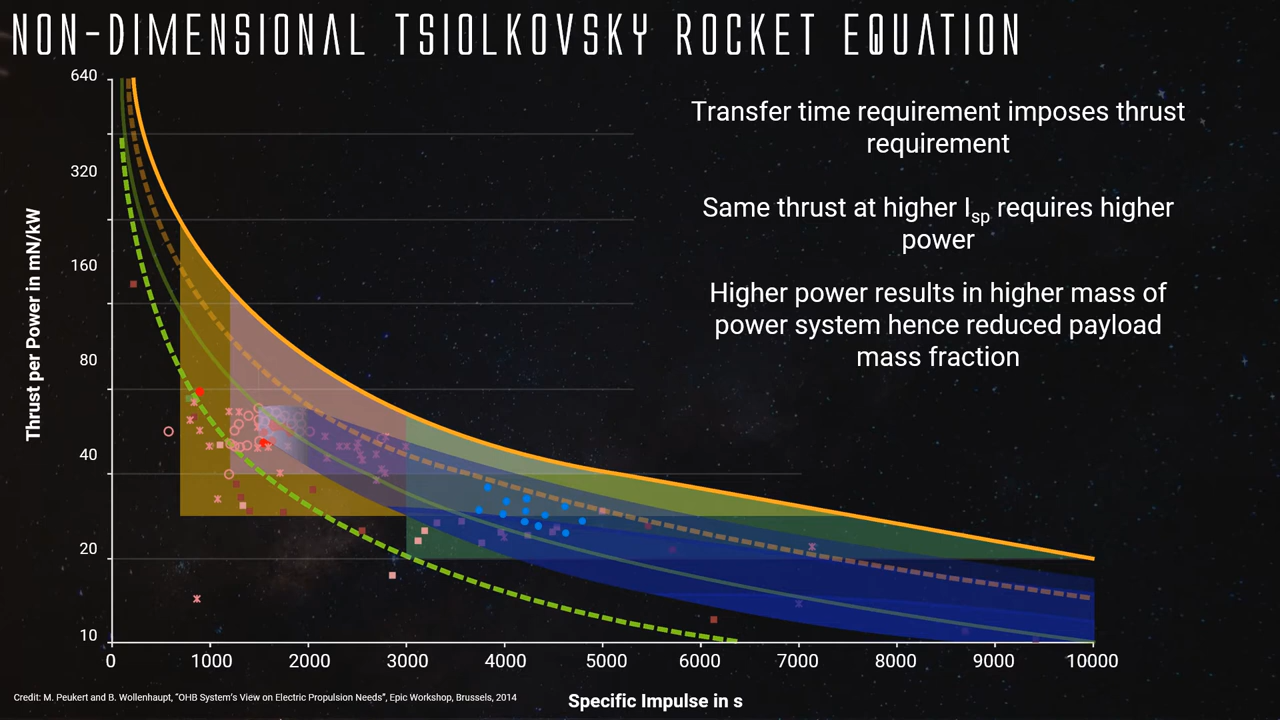 NON-DIMENSIONAL TSIOLKOVSKY ROCKET EQUATION
Transfer time requirement imposes thrust
requirement
Same thrust at higher Isp requires higher
power
Higher power results in higher mass of
power system hence reduced payload
mass fraction
Thrust per Power in mN/kW
640
320
160
80
40
20
10
0 1000 2000 3000 4000 5000 6000 7000 8000 9000 10000
Specific Impulse in s
Credit: M. Peukert and B. Wollenhaupt, "OHB System's View on Electric Propulsion Needs", Epic Workshop, Brussels, 2014